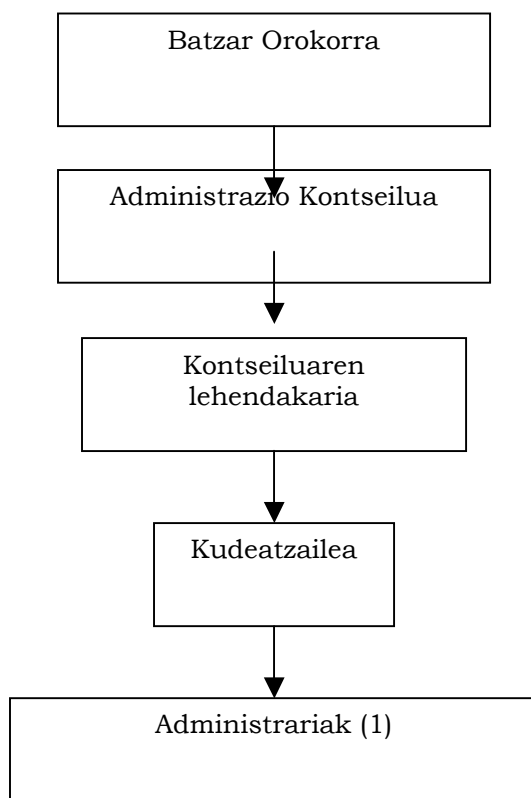 Batzar Orokorra
Administrazio Kontseilua
Kontseiluaren
lehendakaria
Kudeatzailea
Administrariak (1)